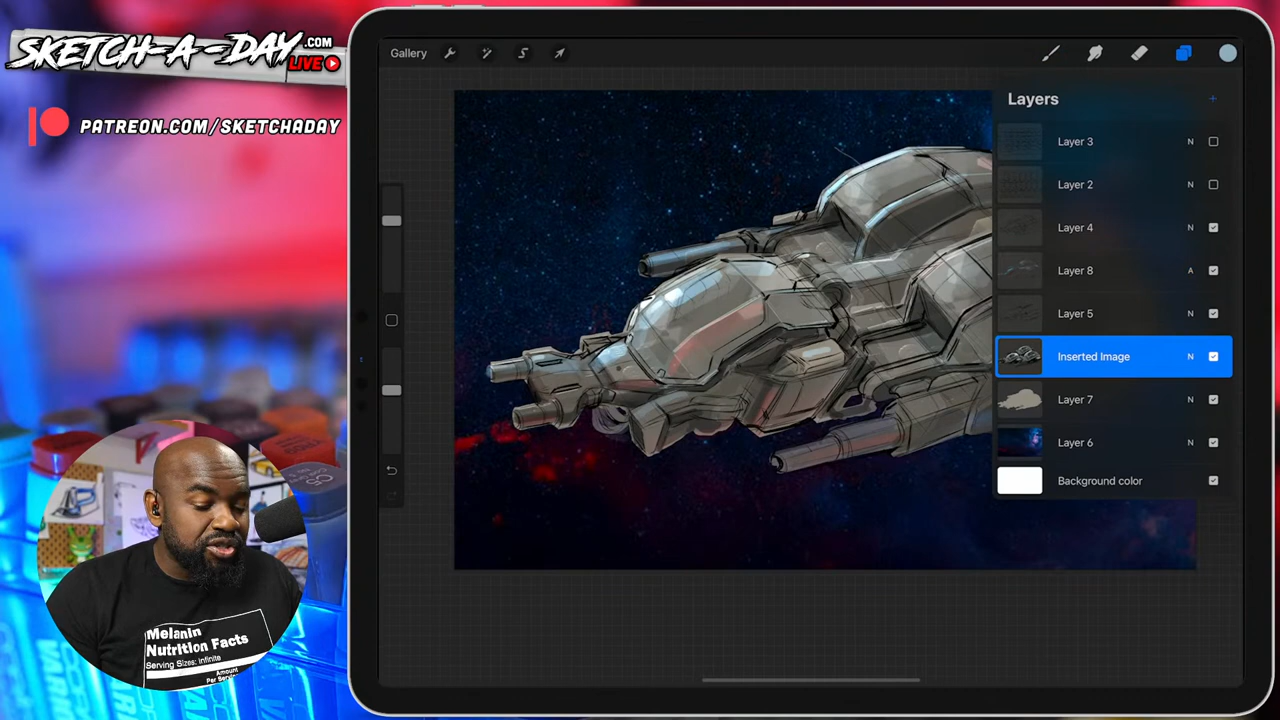 SKETCH-A-DAY.COM
LIVE
PATREON.COM/SKETCHADAY
Gallery
Layers
Layer 3 N
Layer 2 N
Layer 4 N
Layer 8 A
Layer 5 N
Inserted Image N
Layer 7 N
Layer 6 N
Background color
Melanin
Nutrition Facts
Serving Sizes: infinite
Amount